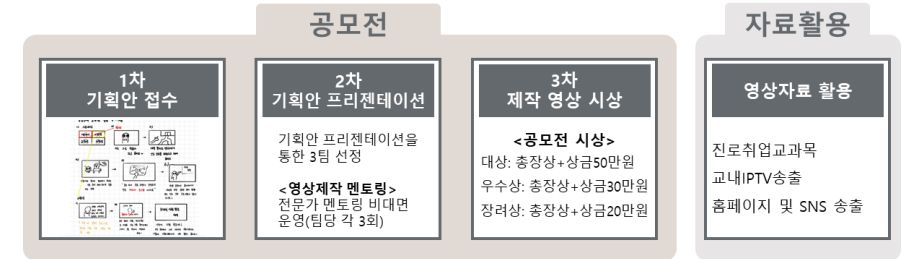 공모전
1차
기획안 접수
2차
기획안 프리젠테이션
기획안 프리젠테이션을
통한 3팀 선정
<영상제작 멘토링>
전문가 멘토링 비대면
운영(팀당 각 3회)
3차
제작 영상 시상
<공모전 시상>
대상: 총장상+상금50만원
우수상: 총장상+상금30만원
장려상: 총장상+상금20만원
자료활용
영상자료 활용
진로취업교과목
교내IPTV송출
홈페이지 및 SNS 송출